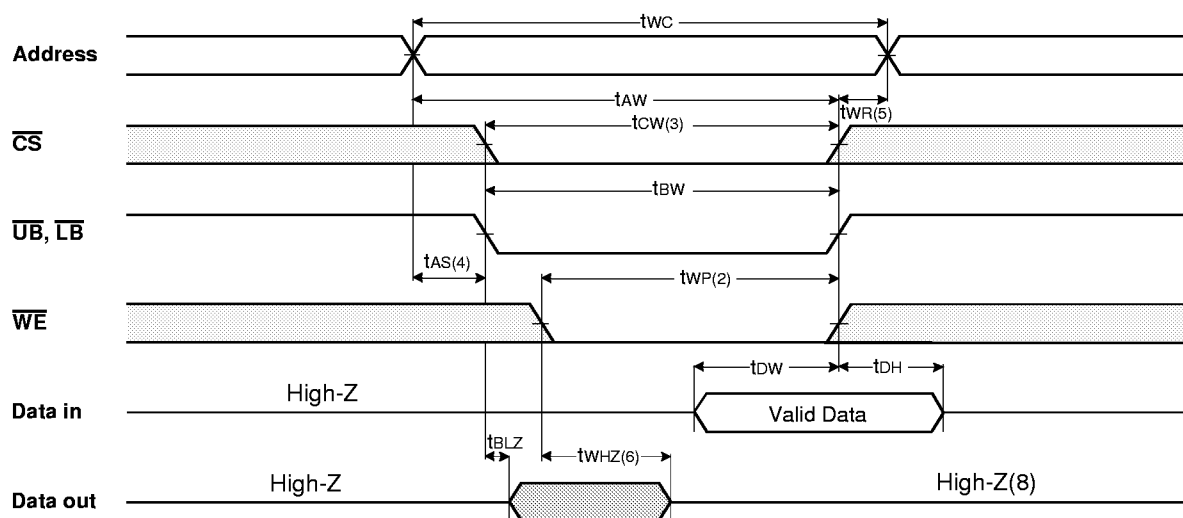 tWC
Address
tAW
tWR(5)
CS
tCW(3)
tBW
UB, LB
tAS(4)
tWP(2)
WE
tDW
tDH
High-Z
Data in
Valid Data
tBLZ
tWHZ(6)
High-Z
High-Z(8)
Data out